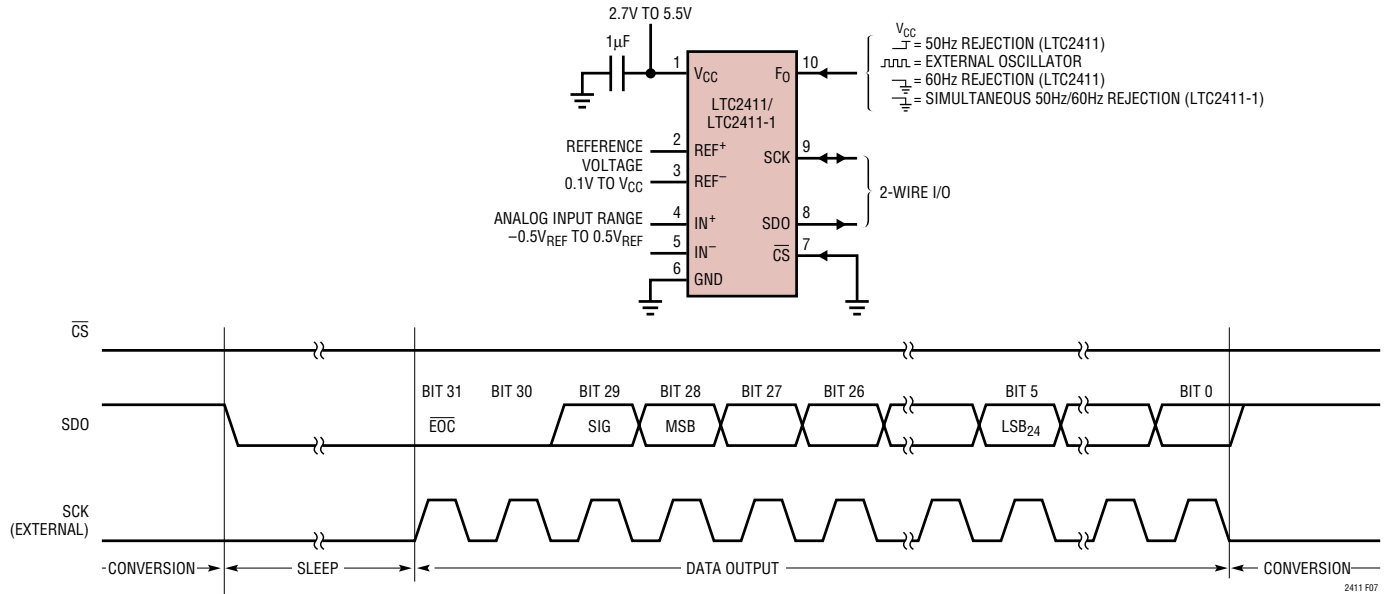 2.7V TO 5.5V
1µF
1
VCC
FO
10
LTC2411/
LTC2411-1
VCC
= 50Hz REJECTION (LTC2411)
= EXTERNAL OSCILLATOR
= 60Hz REJECTION (LTC2411)
= SIMULTANEOUS 50Hz/60Hz REJECTION (LTC2411-1)
REFERENCE
VOLTAGE
0.1V TO VCC
2
REF+
3
REF−
SCK
9
2-WIRE I/O
ANALOG INPUT RANGE
−0.5VREF TO 0.5VREF
4
IN+
5
IN−
6
GND
SDO
8
CS
7
CS
BIT 31 BIT 30 BIT 29 BIT 28 BIT 27 BIT 26 BIT 5 BIT 0
SDO
EOC SIG MSB LSB24
SCK
(EXTERNAL)
CONVERSION SLEEP DATA OUTPUT CONVERSION
2411 F07